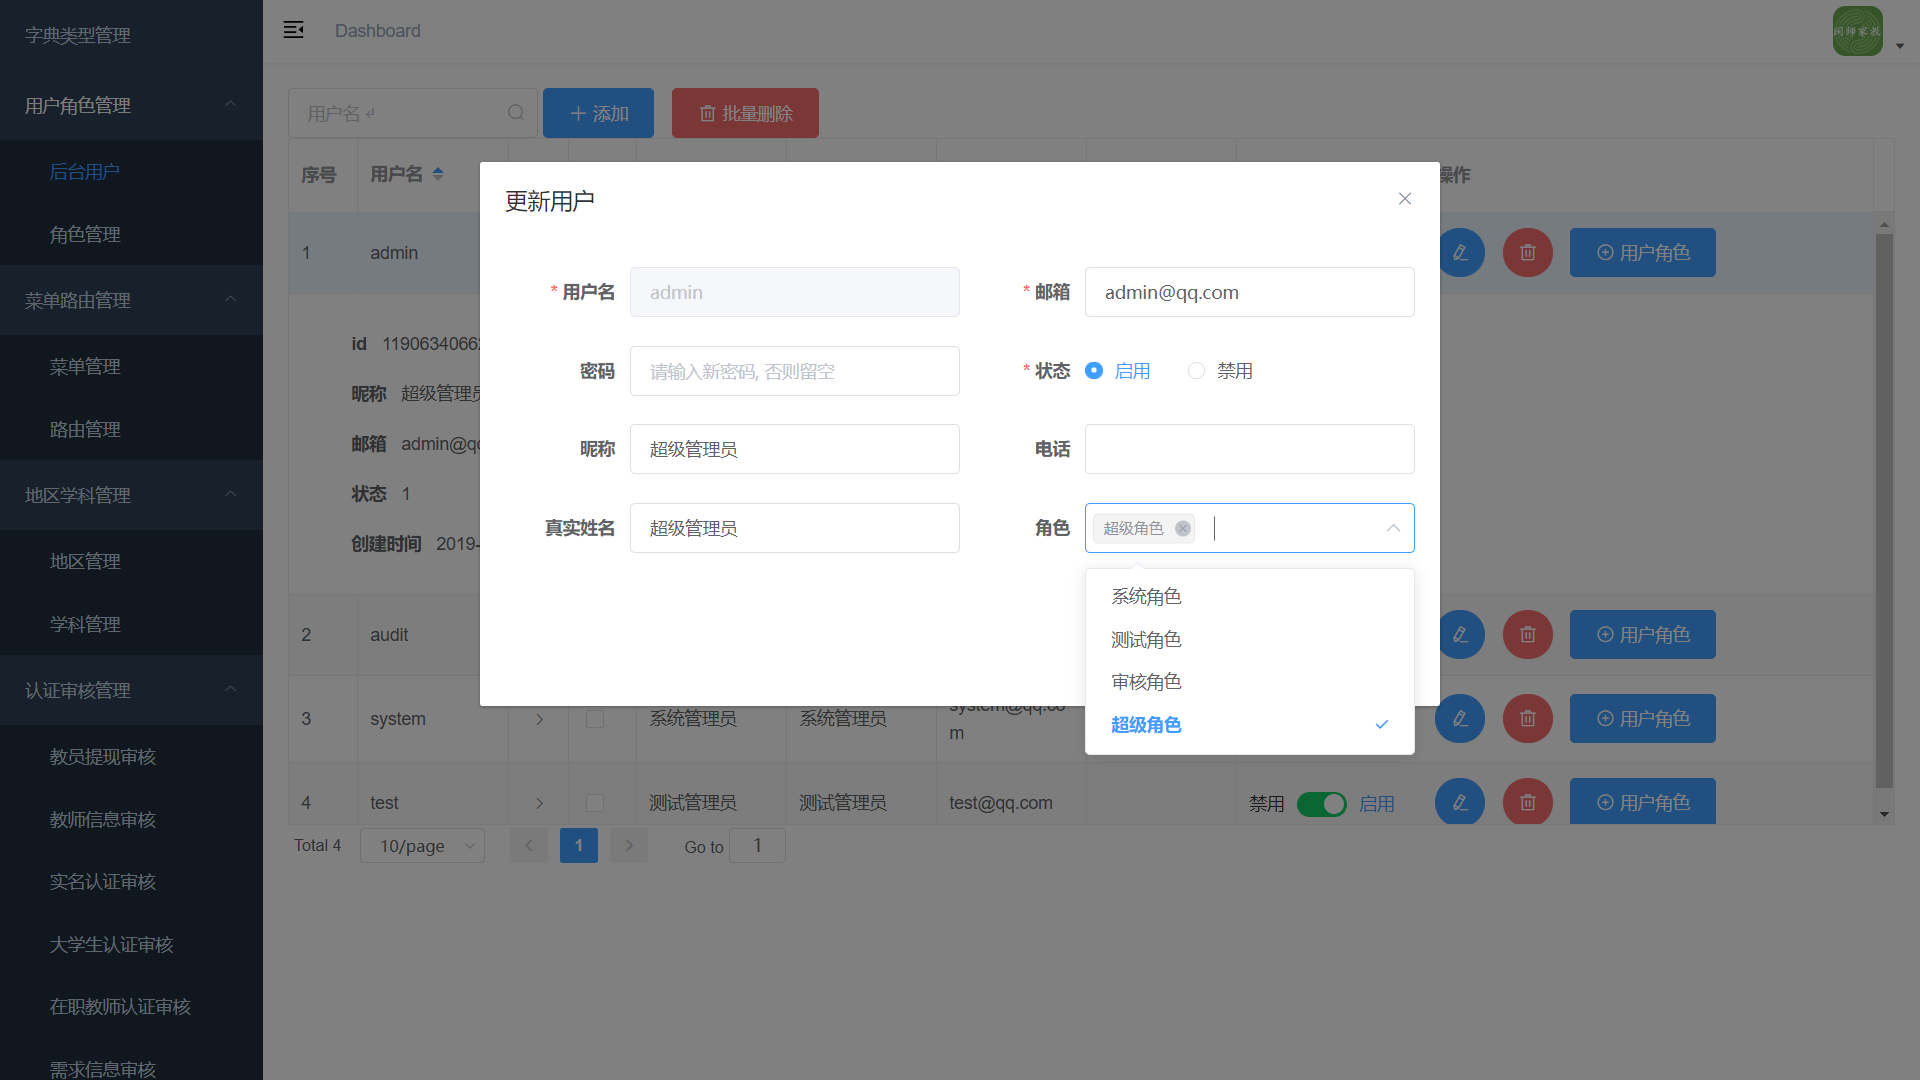 字典类型管理
用户角色管理
后台用户
角色管理
菜单路由管理
菜单管理
路由管理
地区学科管理
地区管理
学科管理
认证审核管理
教员提现审核
教师信息审核
实名认证审核
大学生认证审核
在职教师认证审核
需求信息审核
Dashboard
用户名
添加
批量删除
序号 用户名 操作
1 admin 用户角色
id 1190634066
昵称 超级管理员
邮箱 admin@q
状态 1
创建时间 2019-
2 audit 用户角色
3 system 系统管理员 系统管理员 system@qq.co
m
用户角色
4 test 测试管理员 测试管理员 test@qq.com 禁用 启用 用户角色
Total 4 10/page 1 Go to 1
更新用户
* 用户名 admin
* 邮箱 admin@qq.com
密码 请输入新密码, 否则留空
* 状态 启用 禁用
昵称 超级管理员
电话
真实姓名 超级管理员
角色 超级角色
系统角色
测试角色
审核角色
超级角色